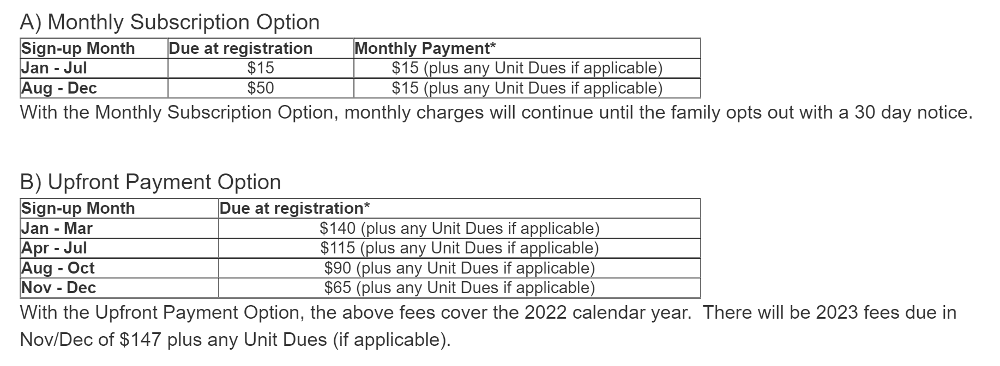 A) Monthly Subscription Option
Sign-up Month Due at registration Monthly Payment*
Jan - Jul $15 $15 (plus any Unit Dues if applicable)
Aug - Dec $50 $15 (plus any Unit Dues if applicable)
With the Monthly Subscription Option, monthly charges will continue until the family opts out with a 30 day notice.
B) Upfront Payment Option
Sign-up Month Due at registration*
Jan - Mar $140 (plus any Unit Dues if applicable)
Apr - Jul $115 (plus any Unit Dues if applicable)
Aug - Oct $90 (plus any Unit Dues if applicable)
Nov - Dec $65 (plus any Unit Dues if applicable)
With the Upfront Payment Option, the above fees cover the 2022 calendar year.  There will be 2023 fees due in
Nov/Dec of $147 plus any Unit Dues (if applicable).